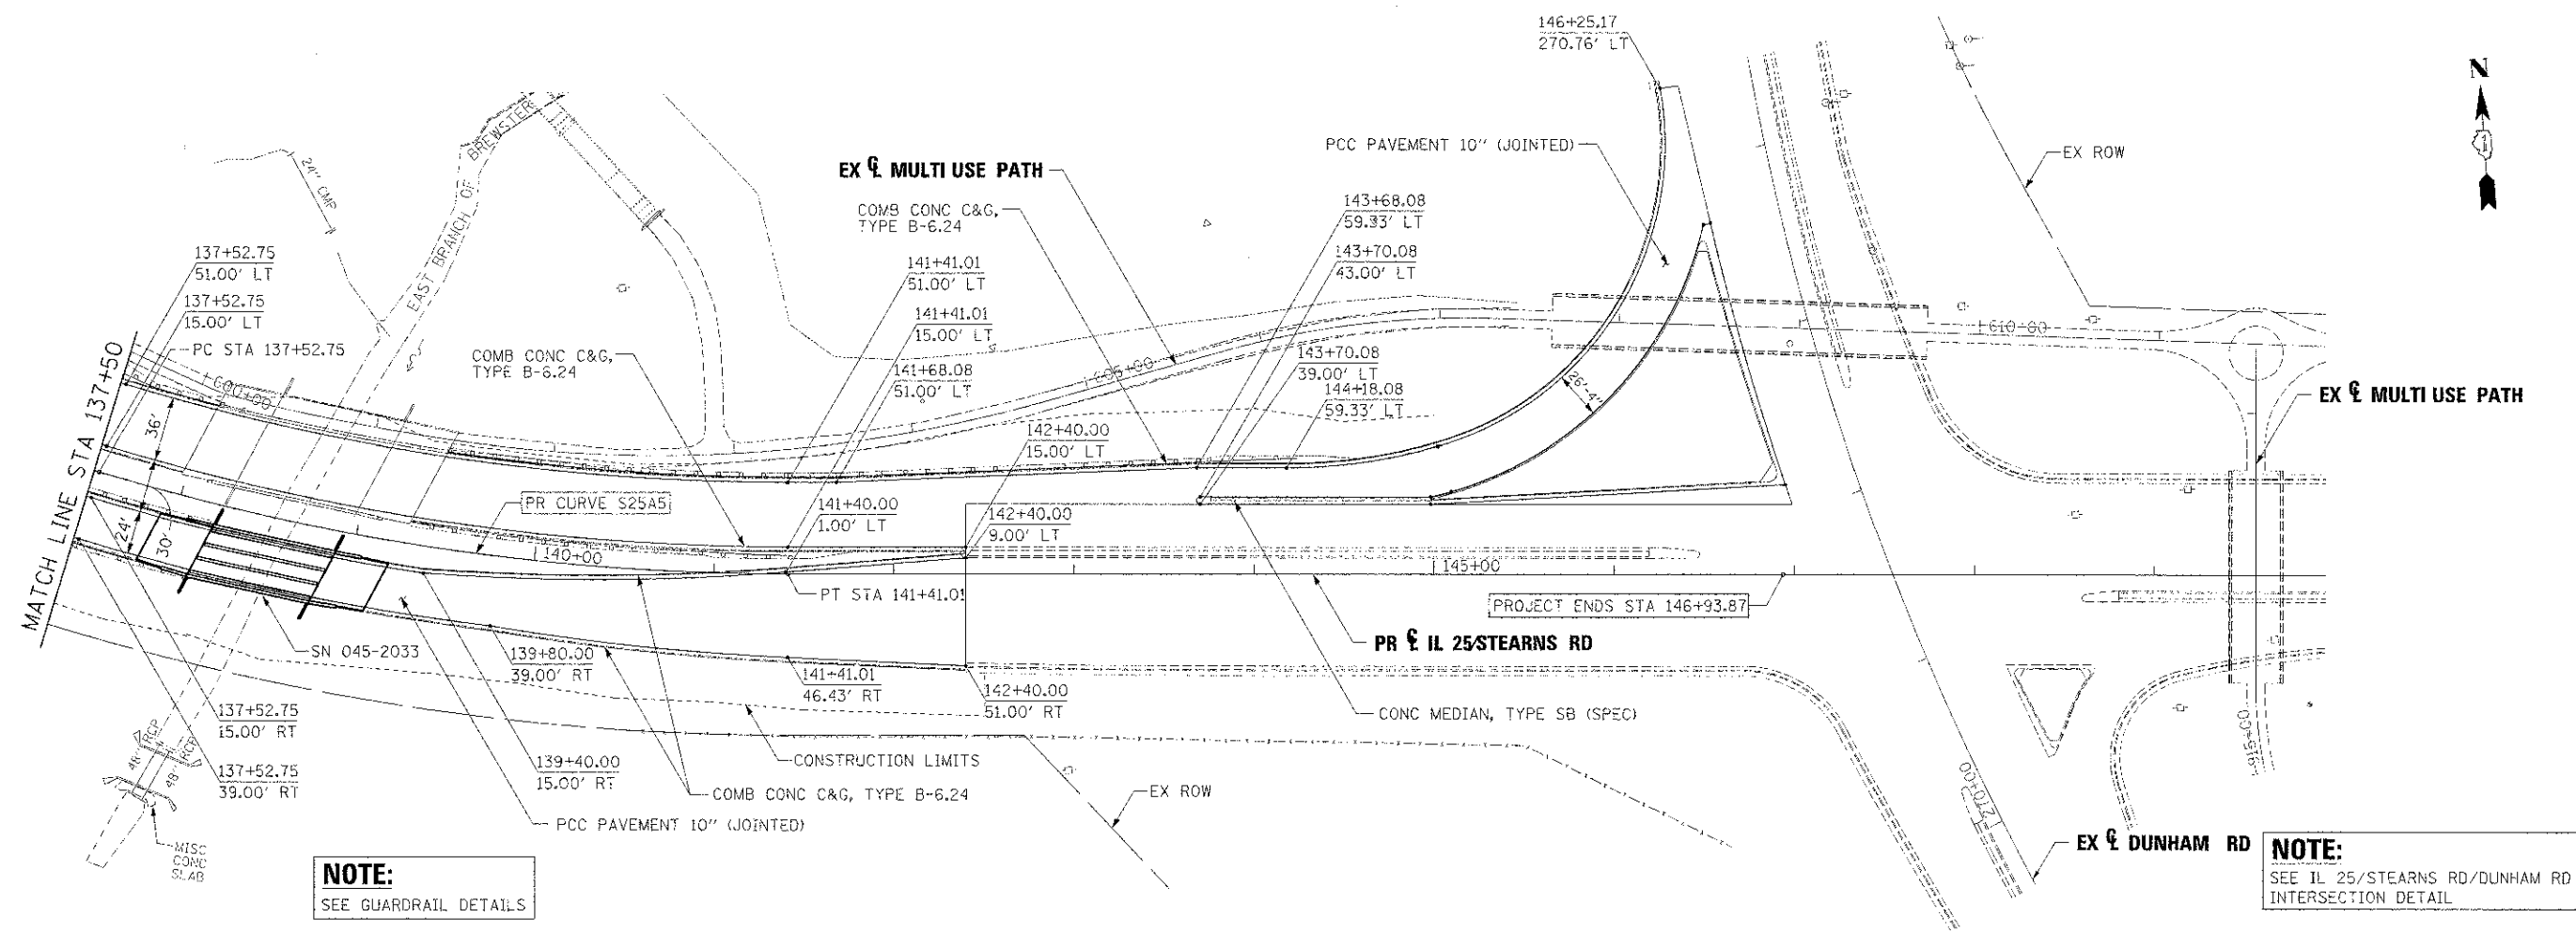 146+25.17
270.76' LT
N
1
PCC PAVEMENT 10" (JOINTED)
EX ROW
BREWSTER
EAST BRANCH OF
24" CMP
EX ℄ MULTI USE PATH
COMB CONC C&G,
TYPE B-6.24
143+68.08
59.33' LT
143+70.08
43.00' LT
143+70.08
39.00' LT
144+18.08
59.33' LT
137+52.75
51.00' LT
137+52.75
15.00' LT
PC STA 137+52.75
141+41.01
51.00' LT
141+41.01
15.00' LT
141+68.08
51.00' LT
COMB CONC C&G,
TYPE B-6.24
142+40.00
15.00' LT
26'-4"
EX ℄ MULTI USE PATH
MATCH LINE STA 137+50
36'
24'
30'
PR CURVE S25A5
140+00
141+40.00
1.00' LT
142+40.00
9.00' LT
145+00
PT STA 141+41.01
PROJECT ENDS STA 146+93.87
PR ℄ IL 25/STEARNS RD
SN 045-2033
139+80.00
39.00' RT
141+41.01
46.43' RT
142+40.00
51.00' RT
CONC MEDIAN, TYPE SB (SPEC)
137+52.75
15.00' RT
137+52.75
39.00' RT
48" RCP
48" RCP
139+40.00
15.00' RT
CONSTRUCTION LIMITS
COMB CONC C&G, TYPE B-6.24
EX ROW
PCC PAVEMENT 10" (JOINTED)
MISC
CONC
SLAB
210+00
EX ℄ DUNHAM RD
NOTE:
SEE GUARDRAIL DETAILS
NOTE:
SEE IL 25/STEARNS RD/DUNHAM RD
INTERSECTION DETAIL